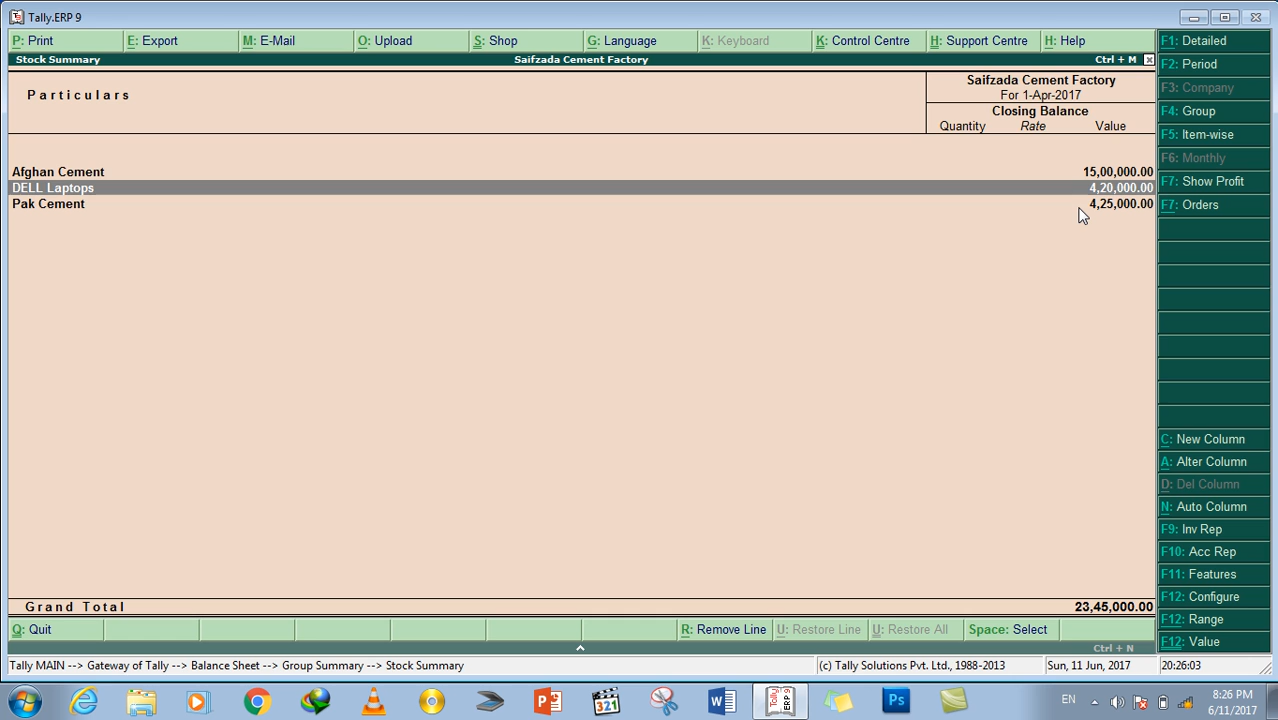 Tally.ERP 9
P: Print E: Export M: E-Mail O: Upload S: Shop G: Language K: Keyboard K: Control Centre H: Support Centre H: Help
Stock Summary Saifzada Cement Factory Ctrl + M
Particulars
Saifzada Cement Factory
For 1-Apr-2017
Closing Balance
Quantity Rate Value
Afghan Cement 15,00,000.00
DELL Laptops 4,20,000.00
Pak Cement 4,25,000.00
Grand Total 23,45,000.00
F1: Detailed
F2: Period
F3: Company
F4: Group
F5: Item-wise
F6: Monthly
F7: Show Profit
F7: Orders
C: New Column
A: Alter Column
D: Del Column
N: Auto Column
F9: Inv Rep
F10: Acc Rep
F11: Features
F12: Configure
F12: Range
F12: Value
Q: Quit R: Remove Line U: Restore Line U: Restore All Space: Select
Ctrl + N
Tally MAIN --> Gateway of Tally --> Balance Sheet --> Group Summary --> Stock Summary (c) Tally Solutions Pvt. Ltd., 1988-2013 Sun, 11 Jun, 2017 20:26:03
321
Tally
ERP 9
Ps
EN
8:26 PM
6/11/2017